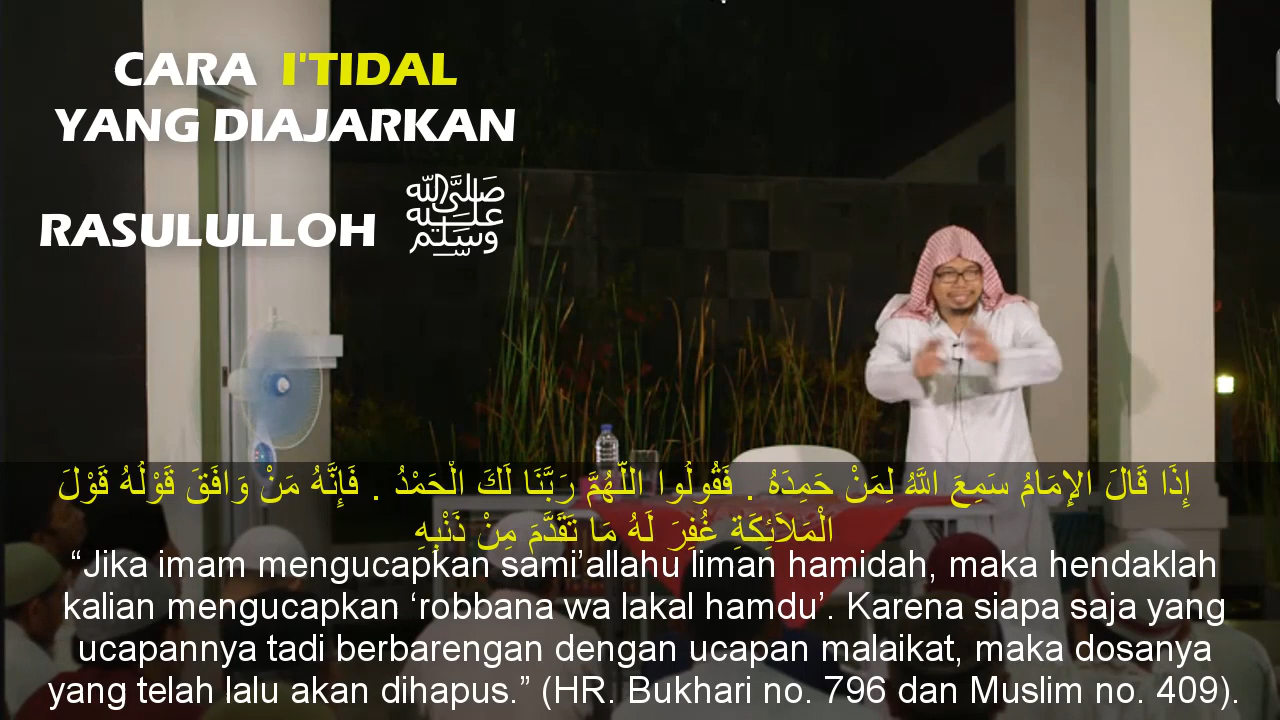 CARA I'TIDAL
YANG DIAJARKAN
RASULULLOH ﷺ
إِذَا قَالَ الإِمَامُ سَمِعَ اللَّهُ لِمَنْ حَمِدَهُ . فَقُولُوا اللَّهُمَّ رَبَّنَا لَكَ الْحَمْدُ . فَإِنَّهُ مَنْ وَافَقَ قَوْلُهُ قَوْلَ
الْمَلاَئِكَةِ غُفِرَ لَهُ مَا تَقَدَّمَ مِنْ ذَنْبِهِ
“Jika imam mengucapkan sami’allahu liman hamidah, maka hendaklah
kalian mengucapkan ‘robbana wa lakal hamdu’. Karena siapa saja yang
ucapannya tadi berbarengan dengan ucapan malaikat, maka dosanya
yang telah lalu akan dihapus.” (HR. Bukhari no. 796 dan Muslim no. 409).